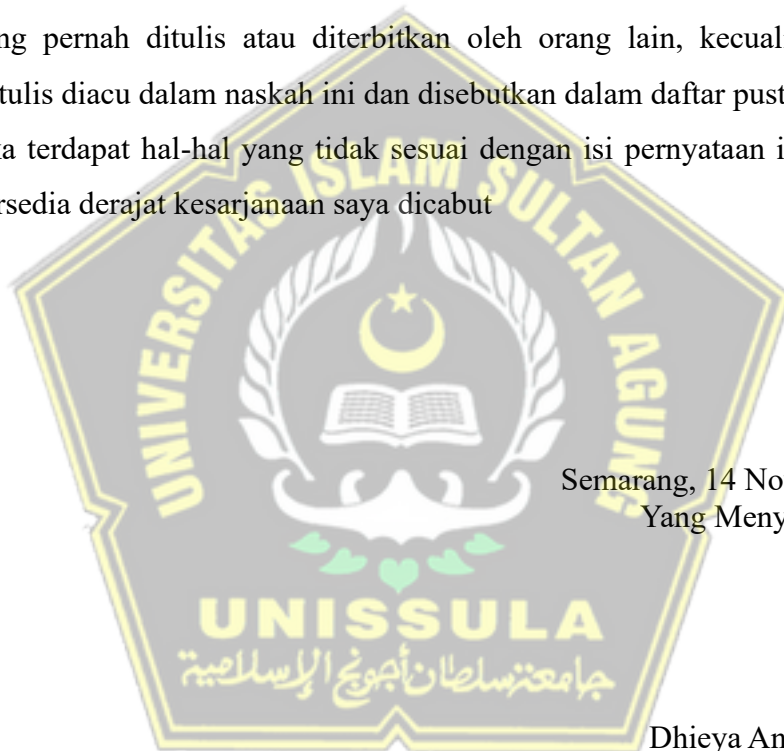 ng pernah ditulis atau diterbitkan oleh orang lain, kecual
tulis diacu dalam naskah ini dan disebutkan dalam daftar pust
a terdapat hal-hal yang tidak sesuai dengan isi pernyataan i
rsedia derajat kesarjanaan saya dicabut
UNIVERSITAS ISLAM SULTAN AGUNG
Semarang, 14 No
Yang Meny
UNISSULA
جامعة سلطان أجونج الإسلامية
Dhieya An